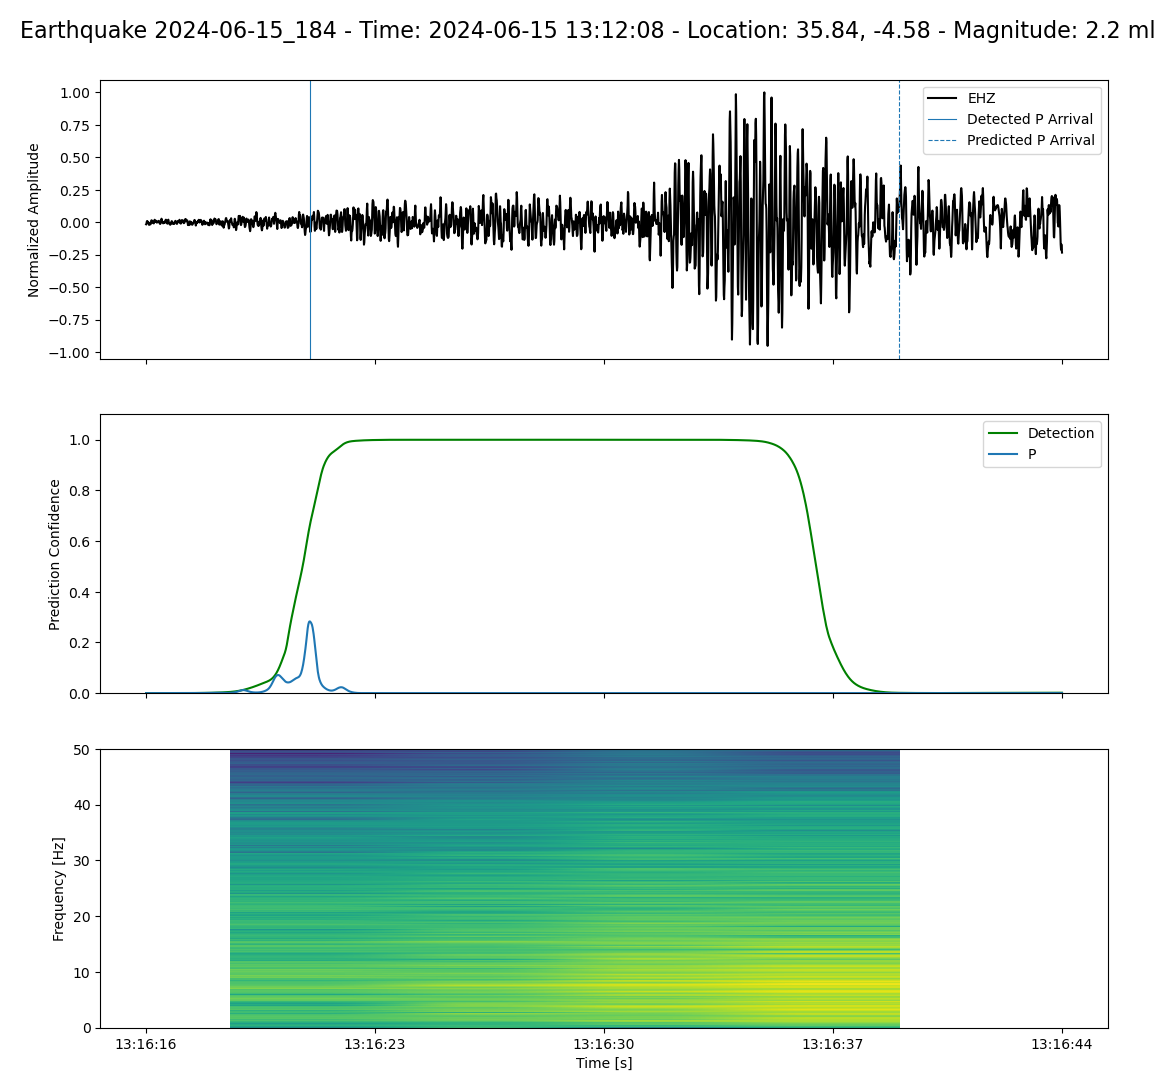 Earthquake 2024-06-15_184 - Time: 2024-06-15 13:12:08 - Location: 35.84, -4.58 - Magnitude: 2.2 ml
Normalized Amplitude
1.00
0.75
0.50
0.25
0.00
−0.25
−0.50
−0.75
−1.00
EHZ
Detected P Arrival
Predicted P Arrival
Prediction Confidence
1.0
0.8
0.6
0.4
0.2
0.0
Detection
P
Frequency [Hz]
50
40
30
20
10
0
13:16:16
13:16:23
13:16:30
13:16:37
13:16:44
Time [s]